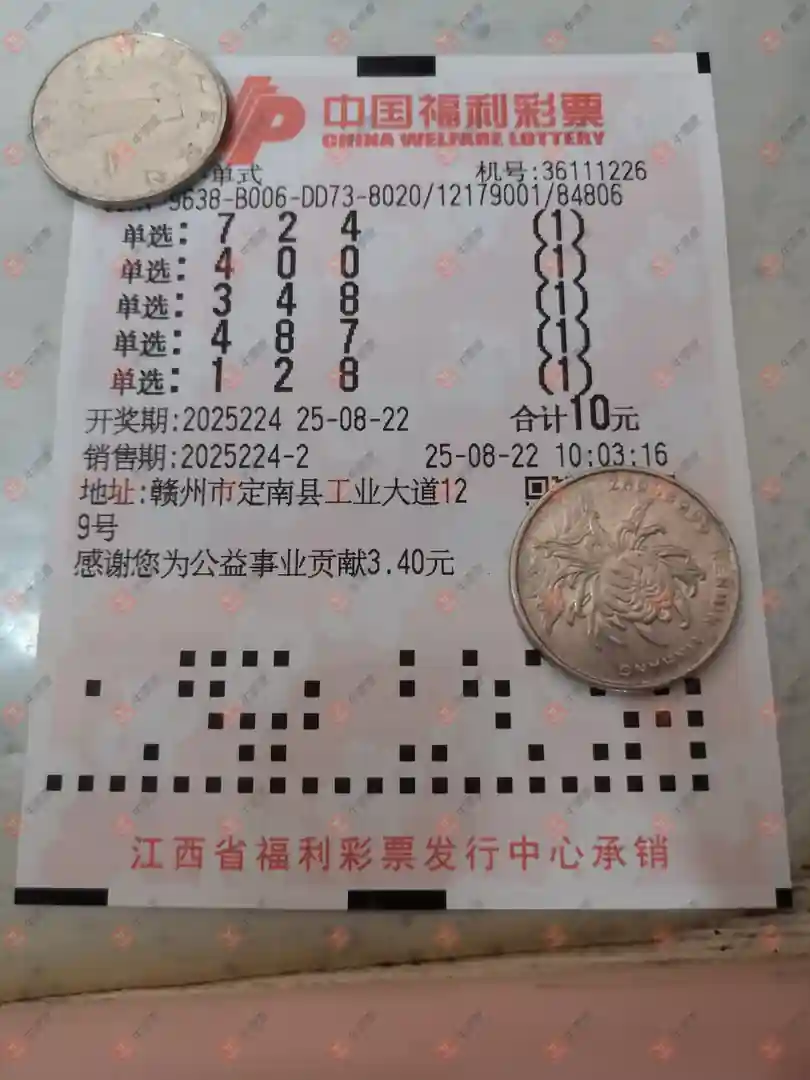 中国福利彩票
CHINA WELFARE LOTTERY
单式 机号:36111226
9638-B006-DD73-8020/12179001/84806
单选: 7 2 4 (1)
单选: 4 0 0 (1)
单选: 3 4 8 (1)
单选: 4 8 7 (1)
单选: 1 2 8 (1)
开奖期:2025224 25-08-22 合计10元
销售期:2025224-2 25-08-22 10:03:16
地址:赣州市定南县工业大道12
9号
感谢您为公益事业贡献3.40元
江西省福利彩票发行中心承销